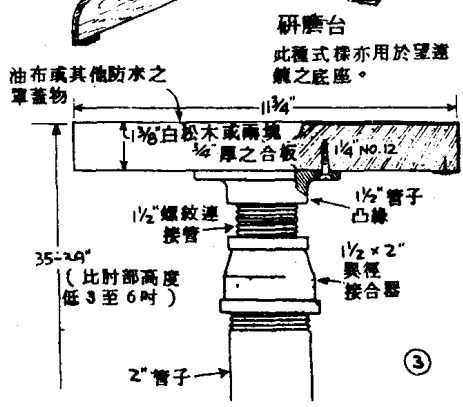 研磨台
此種式樣亦用於望遠
鏡之底座。
油布或其他防水之
罩蓋物
11¾"
1⅜"白松木或兩塊
¾"厚之合板
1¼" NO.12
1½"管子
凸緣
1½"螺紋連
接管
1½×2"
異徑
接合器
(比肘部高度
低3至6吋)
2"管子
③